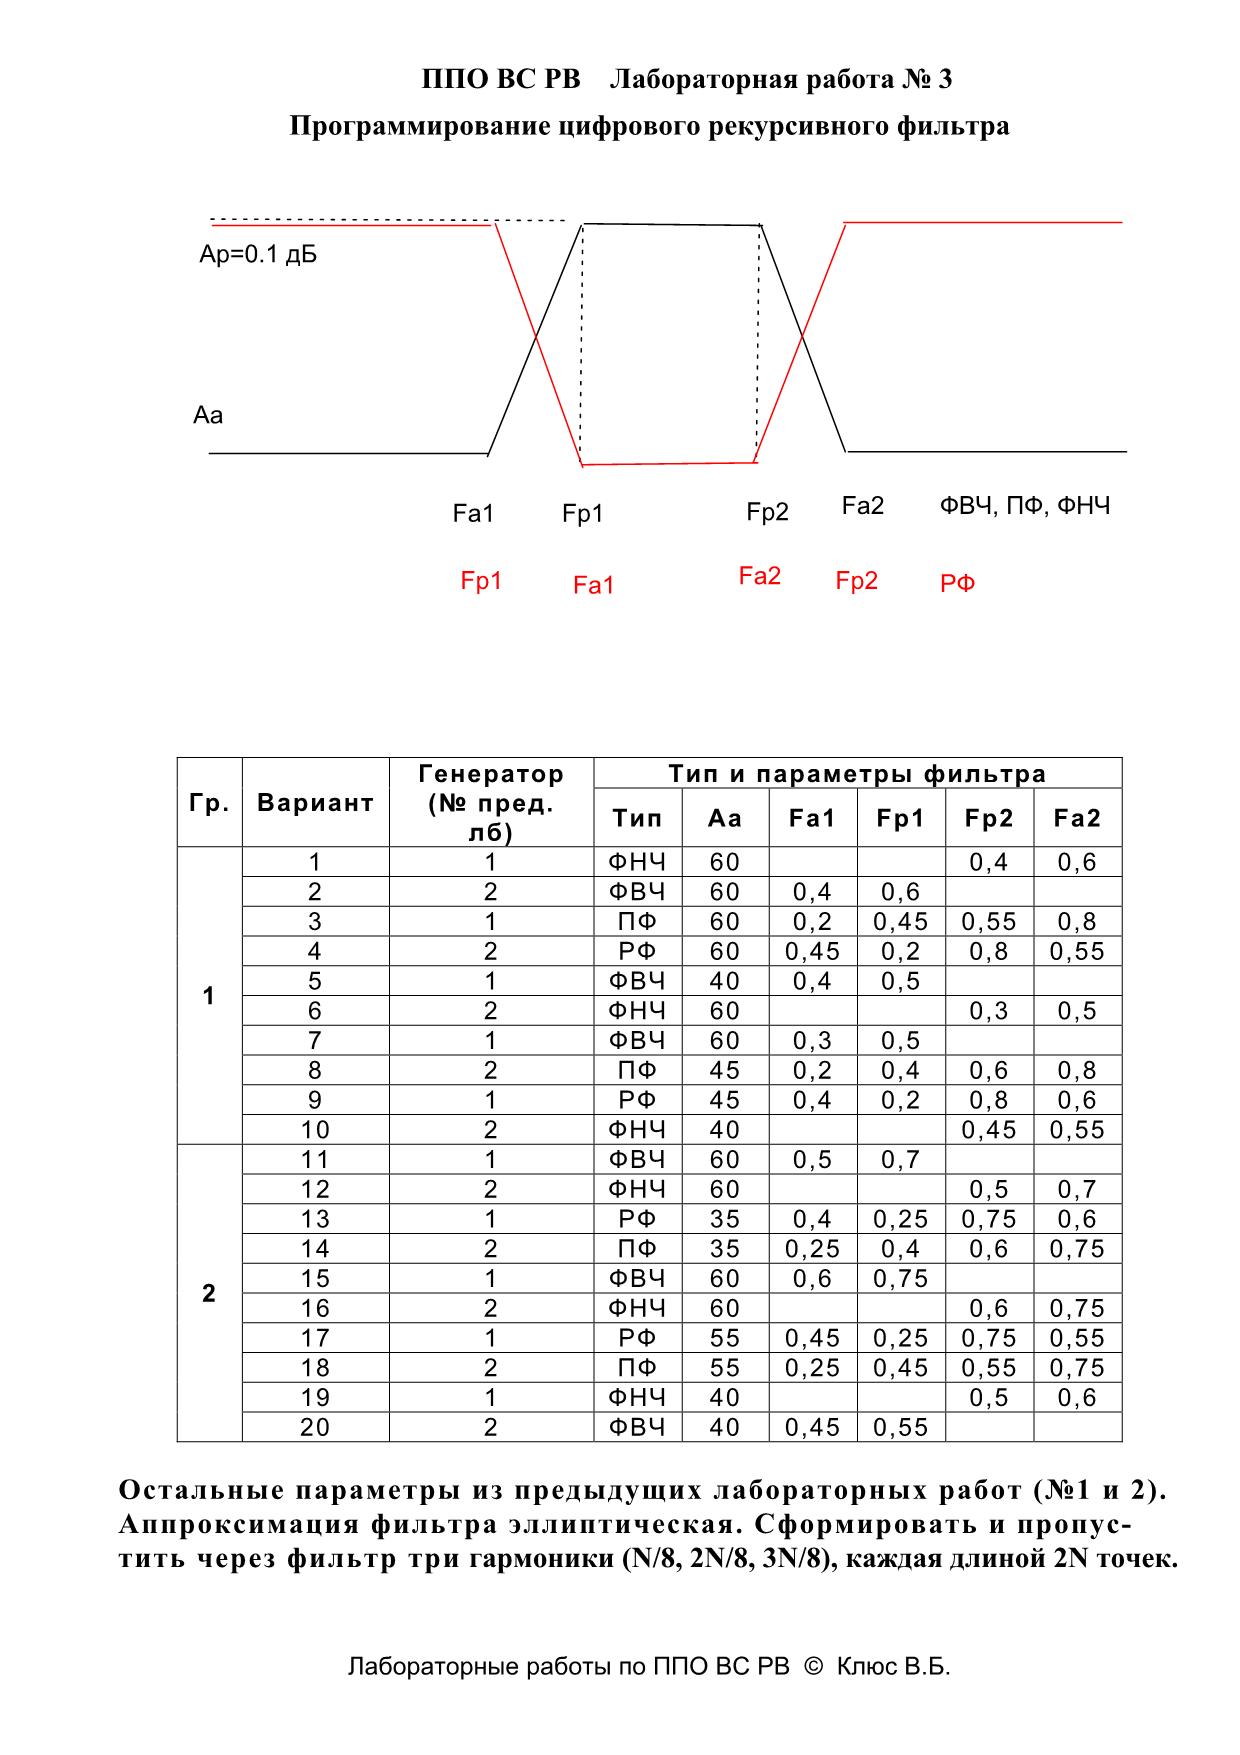 ППО ВС РВ    Лабораторная работа № 3
Программирование цифрового рекурсивного фильтра
Ap=0.1 дБ
Aa
Fa1 Fp1 Fp2 Fa2 ФВЧ, ПФ, ФНЧ
Fp1 Fa1 Fa2 Fp2 РФ
Гр. Вариант Генератор (№ пред. лб) Тип и параметры фильтра
Тип Aa Fa1 Fp1 Fp2 Fa2
1
1 1 ФНЧ 60 0,4 0,6
2 2 ФВЧ 60 0,4 0,6
3 1 ПФ 60 0,2 0,45 0,55 0,8
4 2 РФ 60 0,45 0,2 0,8 0,55
5 1 ФВЧ 40 0,4 0,5
6 2 ФНЧ 60 0,3 0,5
7 1 ФВЧ 60 0,3 0,5
8 2 ПФ 45 0,2 0,4 0,6 0,8
9 1 РФ 45 0,4 0,2 0,8 0,6
10 2 ФНЧ 40 0,45 0,55
2
11 1 ФВЧ 60 0,5 0,7
12 2 ФНЧ 60 0,5 0,7
13 1 РФ 35 0,4 0,25 0,75 0,6
14 2 ПФ 35 0,25 0,4 0,6 0,75
15 1 ФВЧ 60 0,6 0,75
16 2 ФНЧ 60 0,6 0,75
17 1 РФ 55 0,45 0,25 0,75 0,55
18 2 ПФ 55 0,25 0,45 0,55 0,75
19 1 ФНЧ 40 0,5 0,6
20 2 ФВЧ 40 0,45 0,55
Остальные параметры из предыдущих лабораторных работ (№1 и 2).
Аппроксимация фильтра эллиптическая. Сформировать и пропус-
тить через фильтр три гармоники (N/8, 2N/8, 3N/8), каждая длиной 2N точек.
Лабораторные работы по ППО ВС РВ © Клюс В.Б.